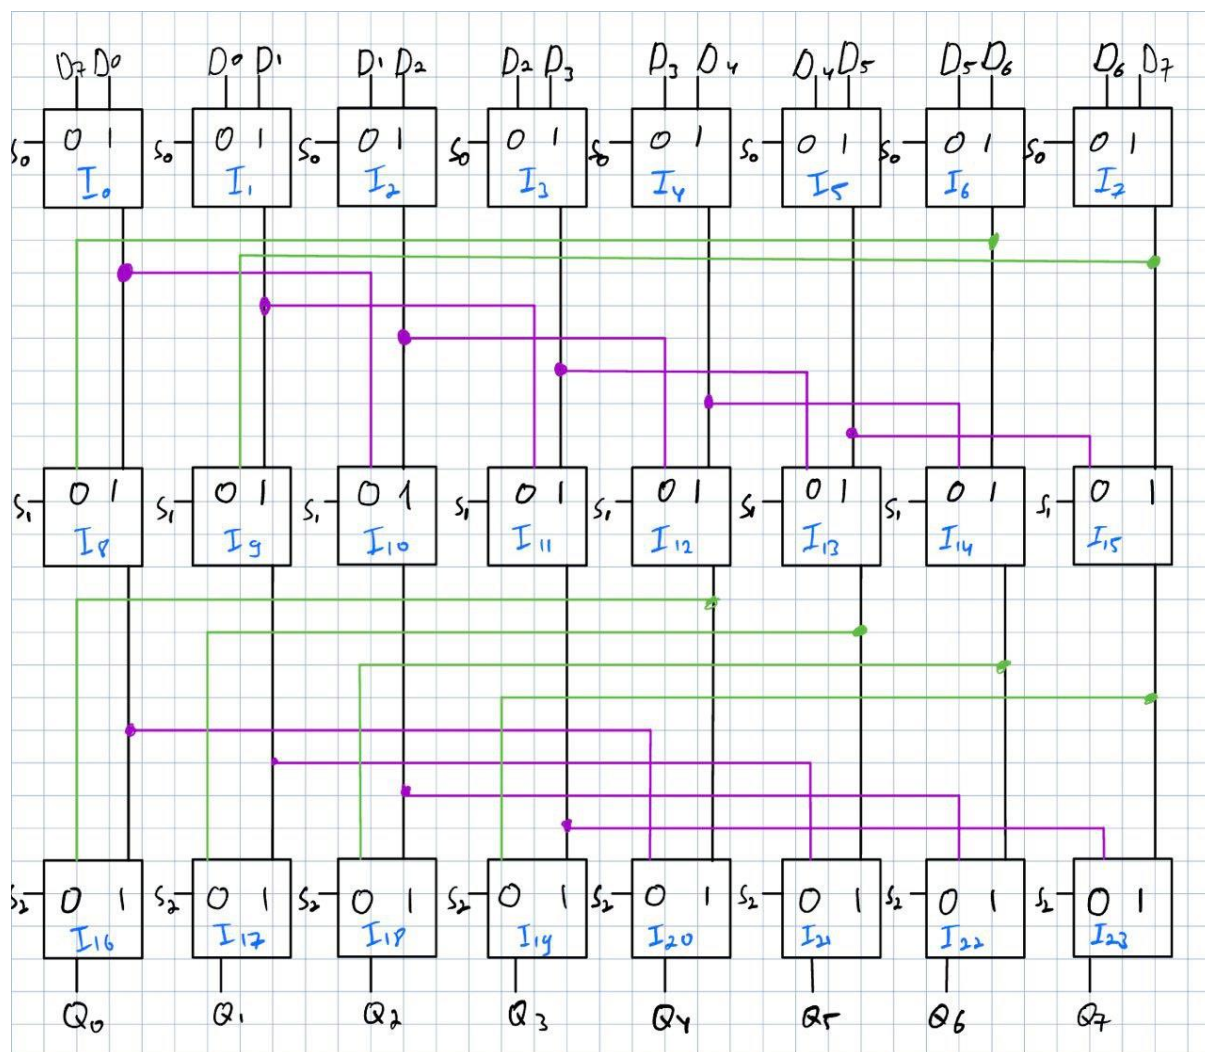 D7 D0 D0 D1 D1 D2 D2 D3 D3 D4 D4 D5 D5 D6 D6 D7
S0 0 1 S0 0 1 S0 0 1 S0 0 1 S0 0 1 S0 0 1 S0 0 1 S0 0 1
I0 I1 I2 I3 I4 I5 I6 I7
S1 0 1 S1 0 1 S1 0 1 S1 0 1 S1 0 1 S1 0 1 S1 0 1 S1 0 1
I8 I9 I10 I11 I12 I13 I14 I15
S2 0 1 S2 0 1 S2 0 1 S2 0 1 S2 0 1 S2 0 1 S2 0 1 S2 0 1
I16 I17 I18 I19 I20 I21 I22 I23
Q0 Q1 Q2 Q3 Q4 Q5 Q6 Q7